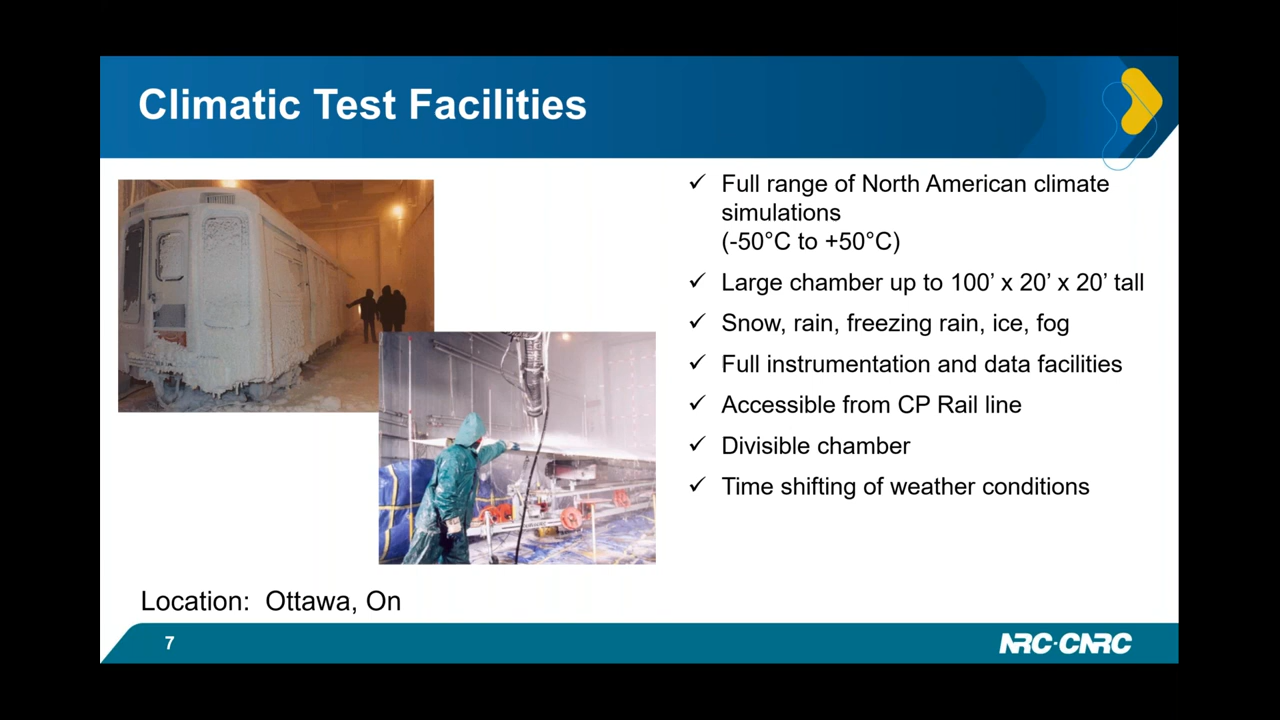 Climatic Test Facilities
✓ Full range of North American climate
simulations
(-50°C to +50°C)
✓ Large chamber up to 100’ x 20’ x 20’ tall
✓ Snow, rain, freezing rain, ice, fog
✓ Full instrumentation and data facilities
✓ Accessible from CP Rail line
✓ Divisible chamber
✓ Time shifting of weather conditions
Location:  Ottawa, On
7
NRC·CNRC